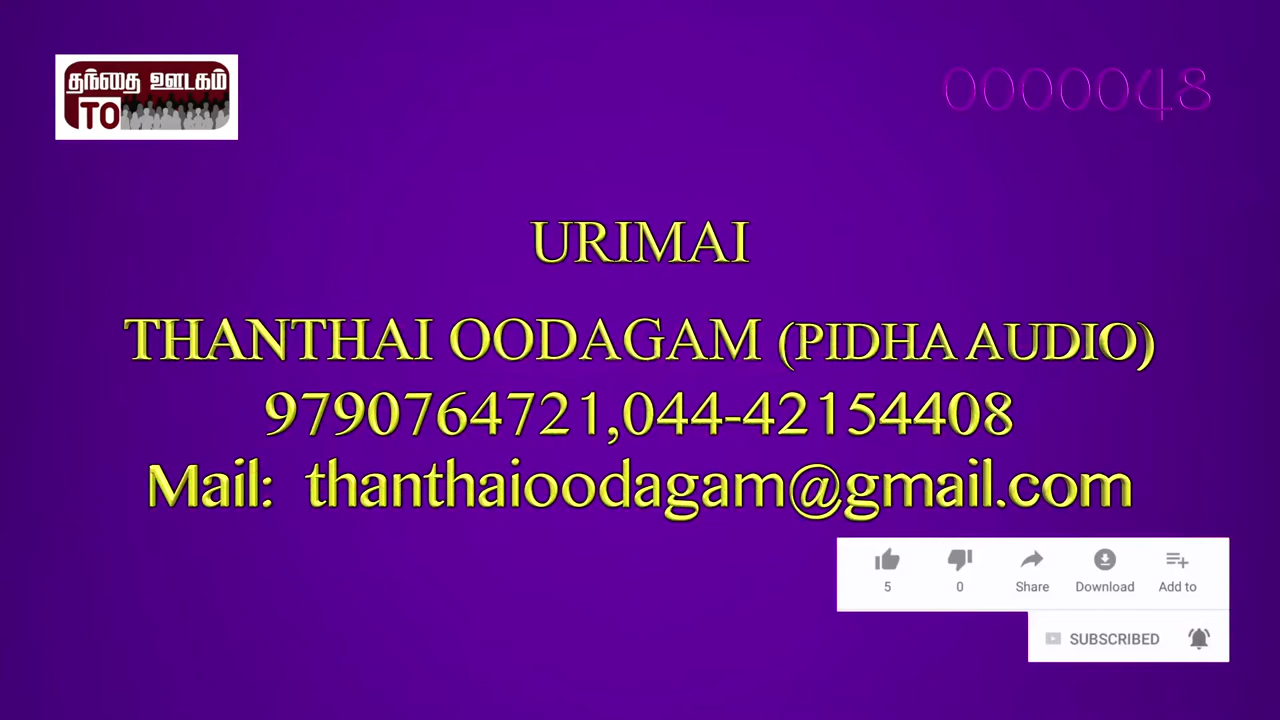 தந்தை ஊடகம்
TO
0000048
URIMAI
THANTHAI OODAGAM (PIDHA AUDIO)
9790764721,044-42154408
Mail: thanthaioodagam@gmail.com
5 0 Share Download Add to
SUBSCRIBED